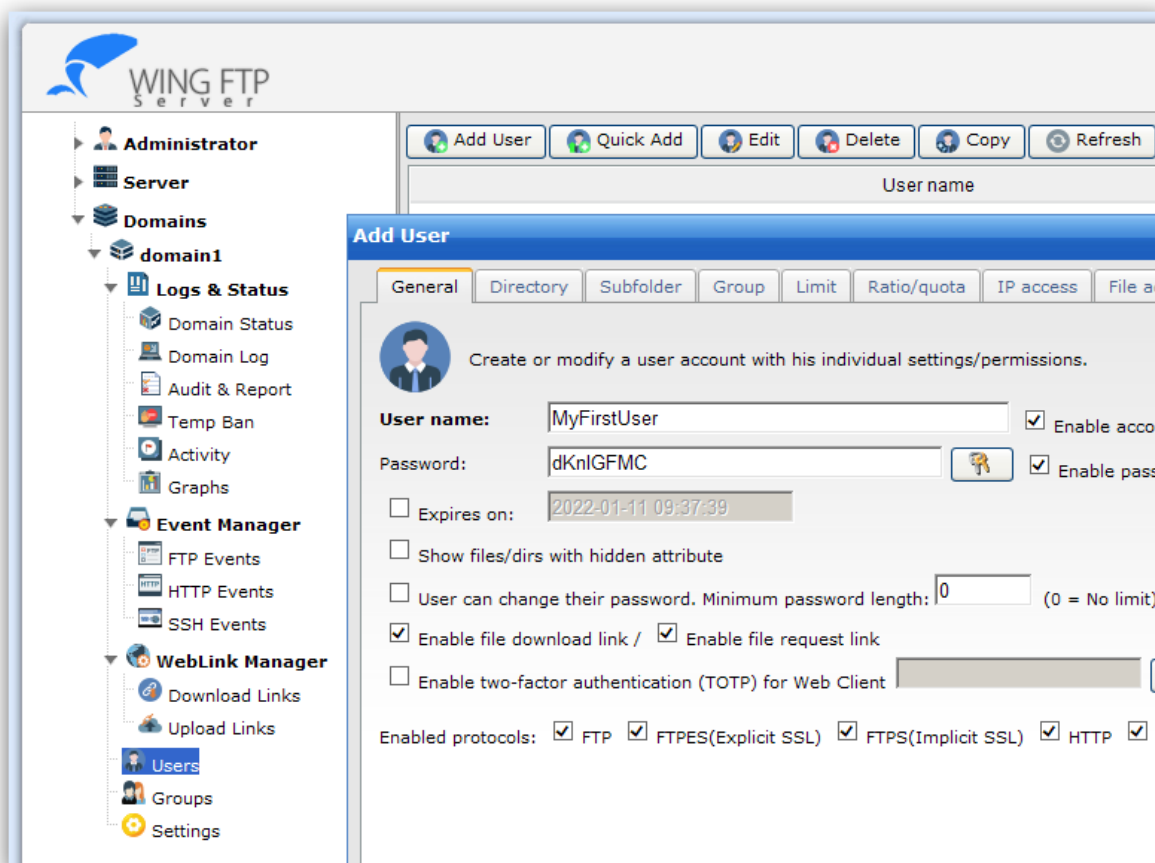 WING FTP
Server
Administrator
Server
Domains
domain1
Logs & Status
Domain Status
Domain Log
Audit & Report
Temp Ban
Activity
Graphs
Event Manager
FTP Events
HTTP Events
SSH Events
WebLink Manager
Download Links
Upload Links
Users
Groups
Settings
Add User Quick Add Edit Delete Copy Refresh
User name
Add User
General Directory Subfolder Group Limit Ratio/quota IP access File a
Create or modify a user account with his individual settings/permissions.
User name: MyFirstUser Enable acco
Password: dKnlGFMC Enable pass
Expires on: 2022-01-11 09:37:39
Show files/dirs with hidden attribute
User can change their password. Minimum password length: 0 (0 = No limit)
Enable file download link / Enable file request link
Enable two-factor authentication (TOTP) for Web Client
Enabled protocols: FTP FTPES(Explicit SSL) FTPS(Implicit SSL) HTTP